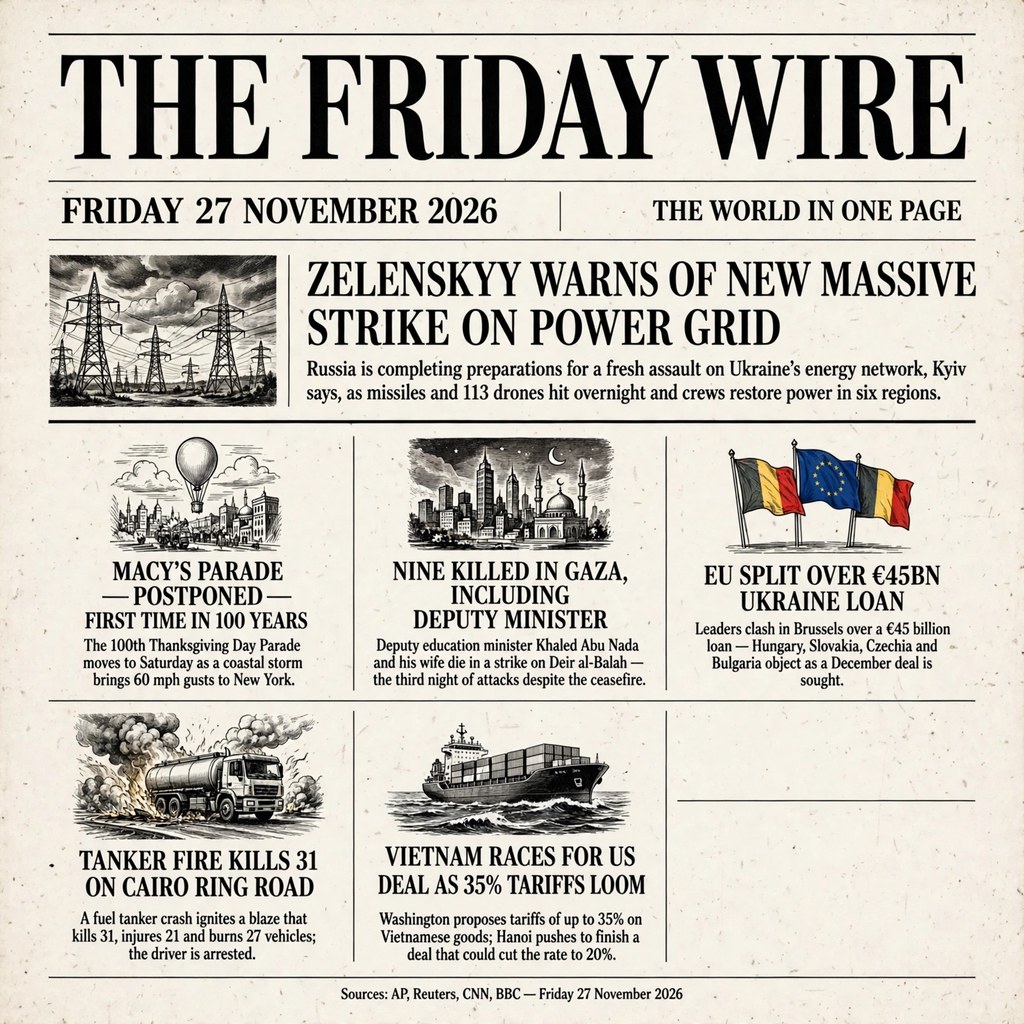 THE FRIDAY WIRE
FRIDAY 27 NOVEMBER 2026
THE WORLD IN ONE PAGE
ZELENSKYY WARNS OF NEW MASSIVE
STRIKE ON POWER GRID
Russia is completing preparations for a fresh assault on Ukraine's energy network, Kyiv
says, as missiles and 113 drones hit overnight and crews restore power in six regions.
MACY'S PARADE
— POSTPONED —
FIRST TIME IN 100 YEARS
The 100th Thanksgiving Day Parade
moves to Saturday as a coastal storm
brings 60 mph gusts to New York.
NINE KILLED IN GAZA,
INCLUDING
DEPUTY MINISTER
Deputy education minister Khaled Abu Nada
and his wife die in a strike on Deir al-Balah —
the third night of attacks despite the ceasefire.
EU SPLIT OVER €45BN
UKRAINE LOAN
Leaders clash in Brussels over a €45 billion
loan — Hungary, Slovakia, Czechia and
Bulgaria object as a December deal is
sought.
TANKER FIRE KILLS 31
ON CAIRO RING ROAD
A fuel tanker crash ignites a blaze that
kills 31, injures 21 and burns 27 vehicles;
the driver is arrested.
VIETNAM RACES FOR US
DEAL AS 35% TARIFFS LOOM
Washington proposes tariffs of up to 35% on
Vietnamese goods; Hanoi pushes to finish a
deal that could cut the rate to 20%.
Sources: AP, Reuters, CNN, BBC — Friday 27 November 2026